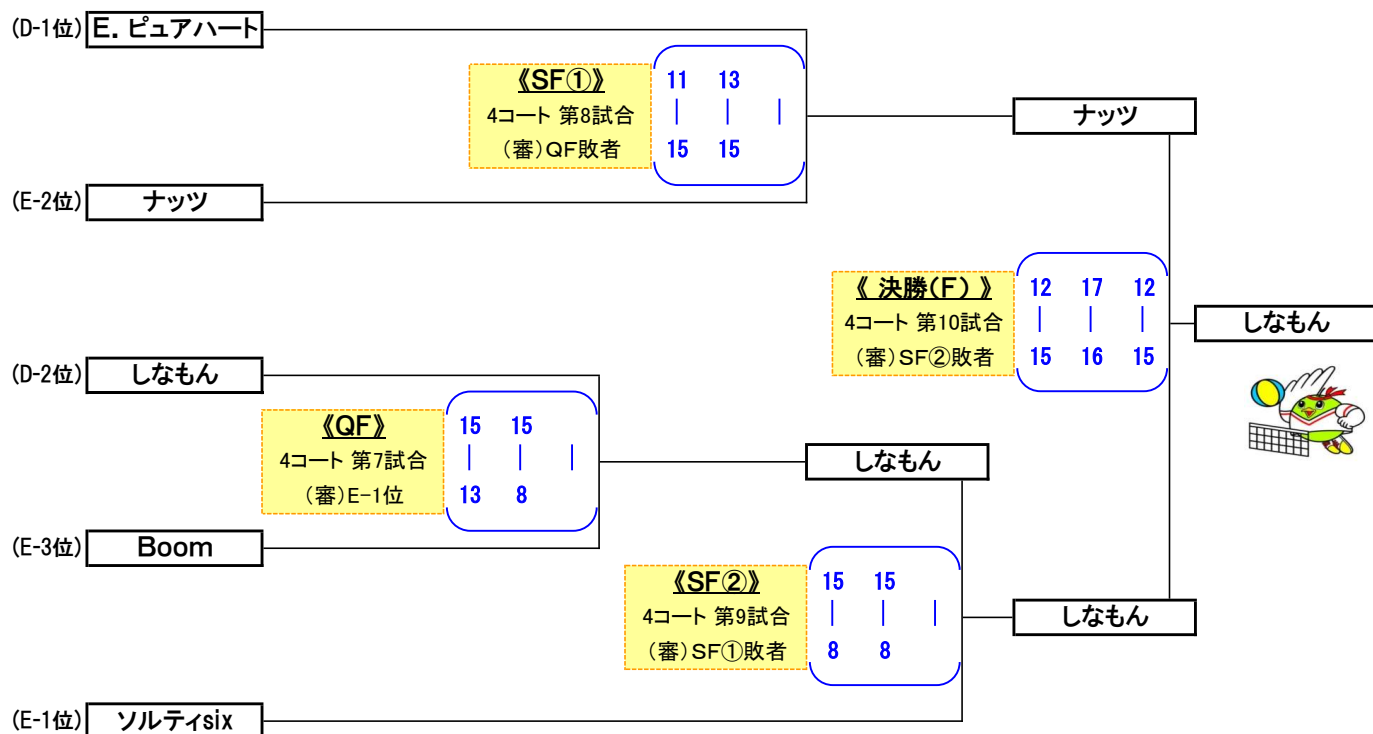 (D-1位) E. ピュアハート
《SF①》
4コート 第8試合
(審)QF敗者
11 13
| | |
15 15
ナッツ
(E-2位) ナッツ
《 決勝(F) 》
4コート 第10試合
(審)SF②敗者
12 17 12
| | |
15 16 15
しなもん
(D-2位) しなもん
《QF》
4コート 第7試合
(審)E-1位
15 15
| | |
13 8
しなもん
(E-3位) Boom
《SF②》
4コート 第9試合
(審)SF①敗者
15 15
| | |
8 8
しなもん
(E-1位) ソルティsix